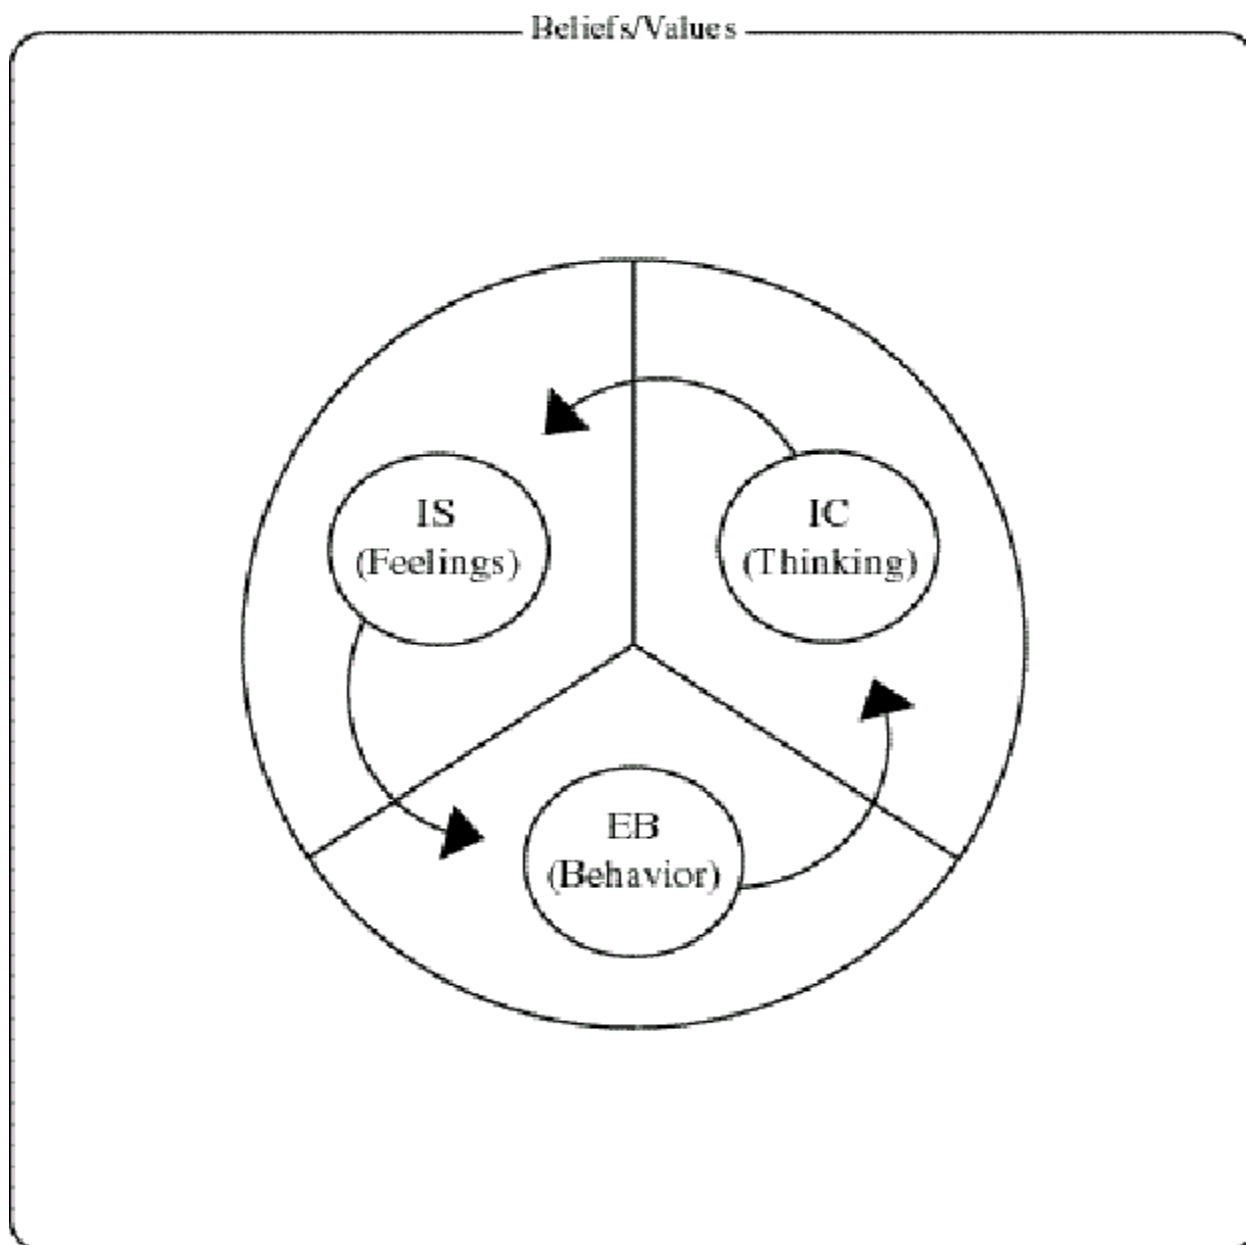 Beliefs/Values
IS
(Feelings)
IC
(Thinking)
EB
(Behavior)